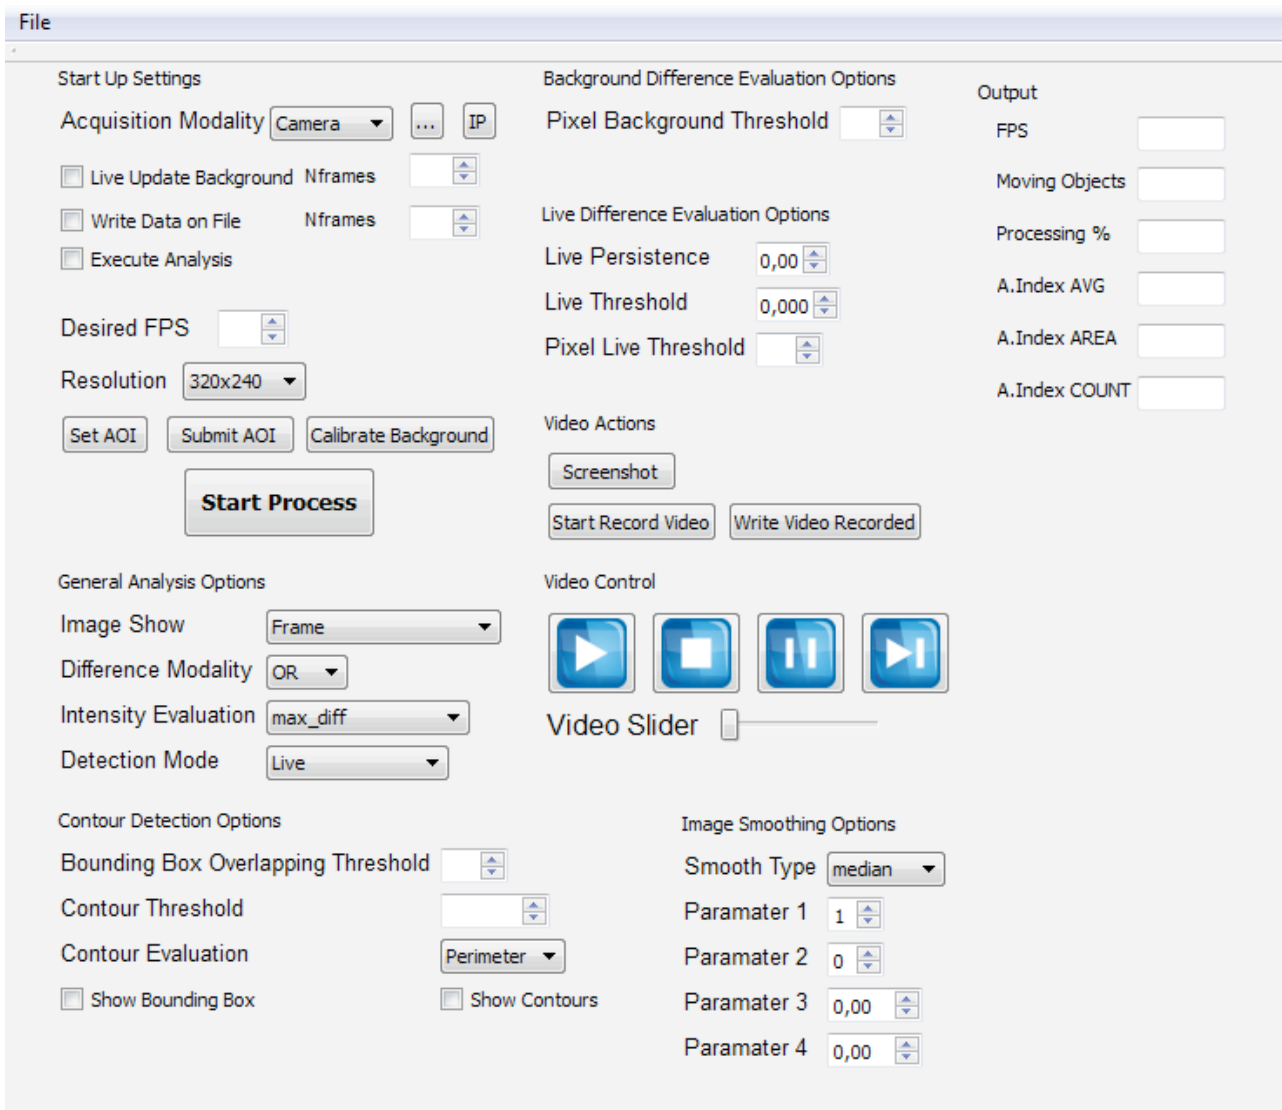 File
Start Up Settings
Acquisition Modality Camera ... IP
Live Update Background Nframes
Write Data on File Nframes
Execute Analysis
Desired FPS
Resolution 320x240
Set AOI Submit AOI Calibrate Background
Start Process
General Analysis Options
Image Show Frame
Difference Modality OR
Intensity Evaluation max_diff
Detection Mode Live
Contour Detection Options
Bounding Box Overlapping Threshold
Contour Threshold
Contour Evaluation Perimeter
Show Bounding Box Show Contours
Background Difference Evaluation Options
Pixel Background Threshold
Live Difference Evaluation Options
Live Persistence 0,00
Live Threshold 0,000
Pixel Live Threshold
Video Actions
Screenshot
Start Record Video Write Video Recorded
Video Control
Video Slider
Image Smoothing Options
Smooth Type median
Paramater 1 1
Paramater 2 0
Paramater 3 0,00
Paramater 4 0,00
Output
FPS
Moving Objects
Processing %
A.Index AVG
A.Index AREA
A.Index COUNT